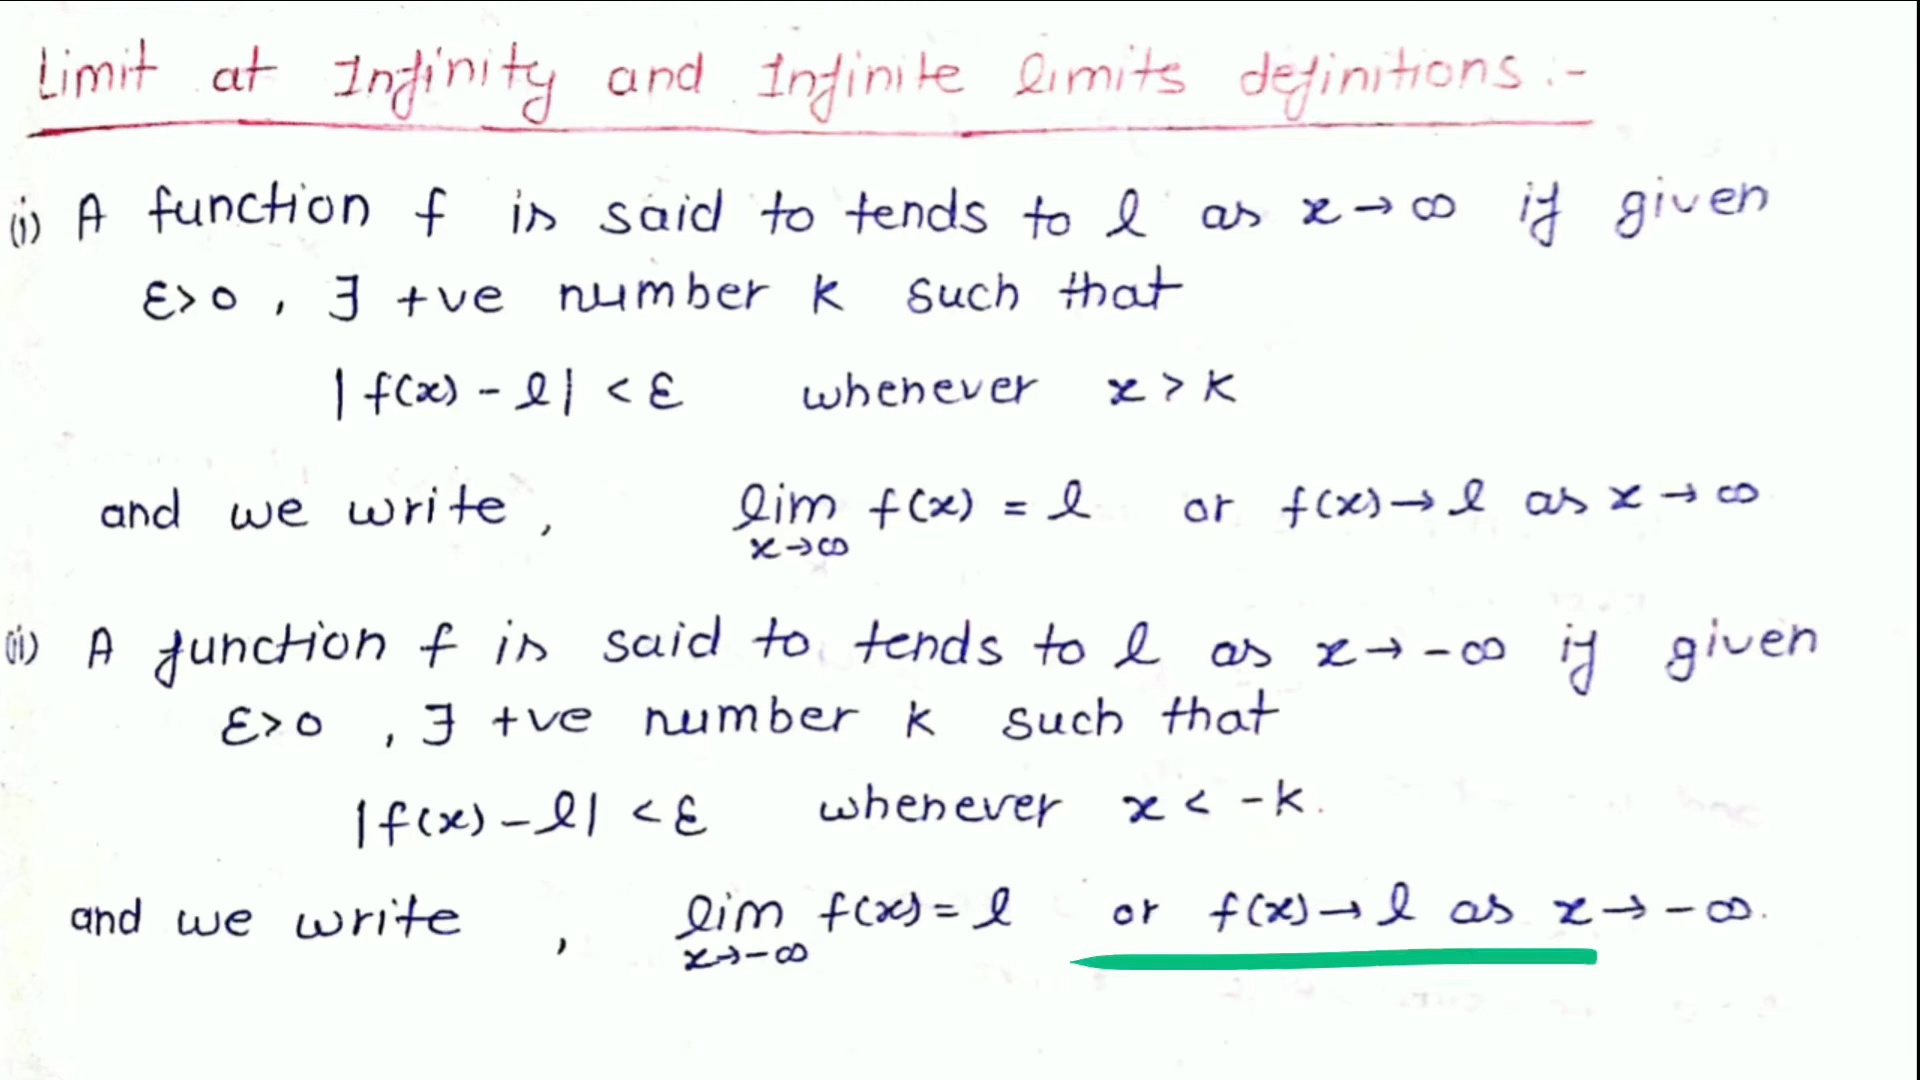 Limit at Infinity and Infinite limits definitions :-
(i) A function f is said to tends to l as x→∞ if given
ε>0, ∃ +ve number k such that
|f(x) - l| < ε whenever x > k
and we write, lim f(x) = l or f(x)→l as x→∞
x→∞
(ii) A function f is said to tends to l as x→-∞ if given
ε>0, ∃ +ve number k such that
|f(x) - l| < ε whenever x < -k.
and we write, lim f(x) = l or f(x)→l as x→-∞.
x→-∞